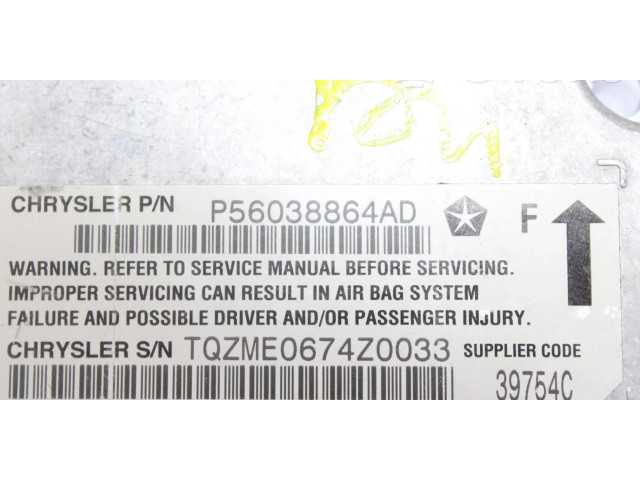 CHRYSLER P/N P56038864AD F
WARNING. REFER TO SERVICE MANUAL BEFORE SERVICING.
IMPROPER SERVICING CAN RESULT IN AIR BAG SYSTEM
FAILURE AND POSSIBLE DRIVER AND/OR PASSENGER INJURY.
CHRYSLER S/N TQZME0674Z0033 SUPPLIER CODE
39754C